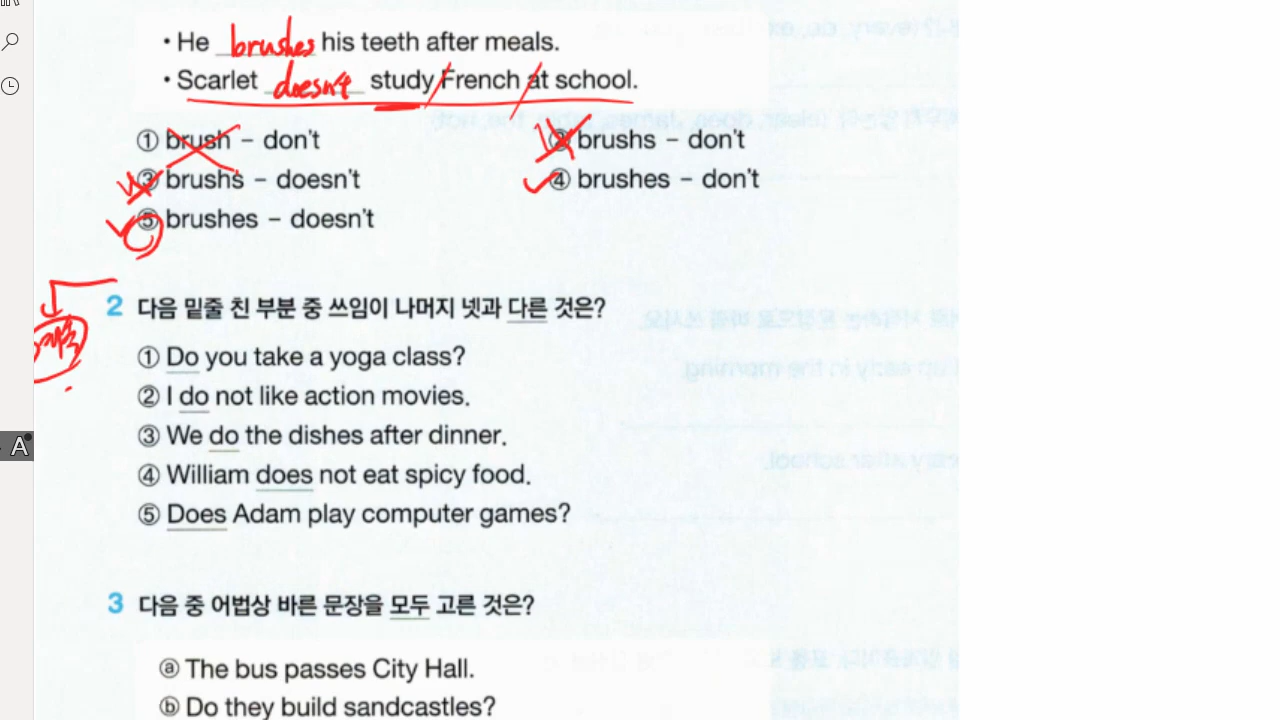 • He brushes his teeth after meals.
• Scarlet doesn't study French at school.
① brush – don't ② brushs – don't
③ brushs – doesn't ④ brushes – don't
⑤ brushes – doesn't
2 다음 밑줄 친 부분 중 쓰임이 나머지 넷과 다른 것은?
① Do you take a yoga class?
② I do not like action movies.
③ We do the dishes after dinner.
④ William does not eat spicy food.
⑤ Does Adam play computer games?
3 다음 중 어법상 바른 문장을 모두 고른 것은?
ⓐ The bus passes City Hall.
ⓑ Do they build sandcastles?
A